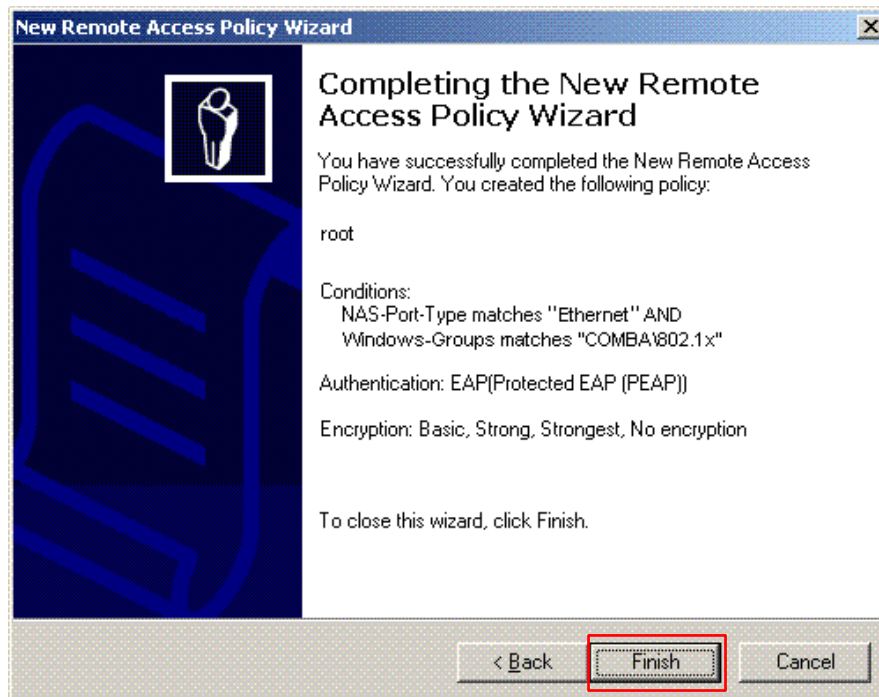 New Remote Access Policy Wizard
Completing the New Remote
Access Policy Wizard
You have successfully completed the New Remote Access
Policy Wizard. You created the following policy:
root
Conditions:
NAS-Port-Type matches "Ethernet" AND
Windows-Groups matches "COMBA\802.1x"
Authentication: EAP(Protected EAP (PEAP))
Encryption: Basic, Strong, Strongest, No encryption
To close this wizard, click Finish.
< Back Finish Cancel